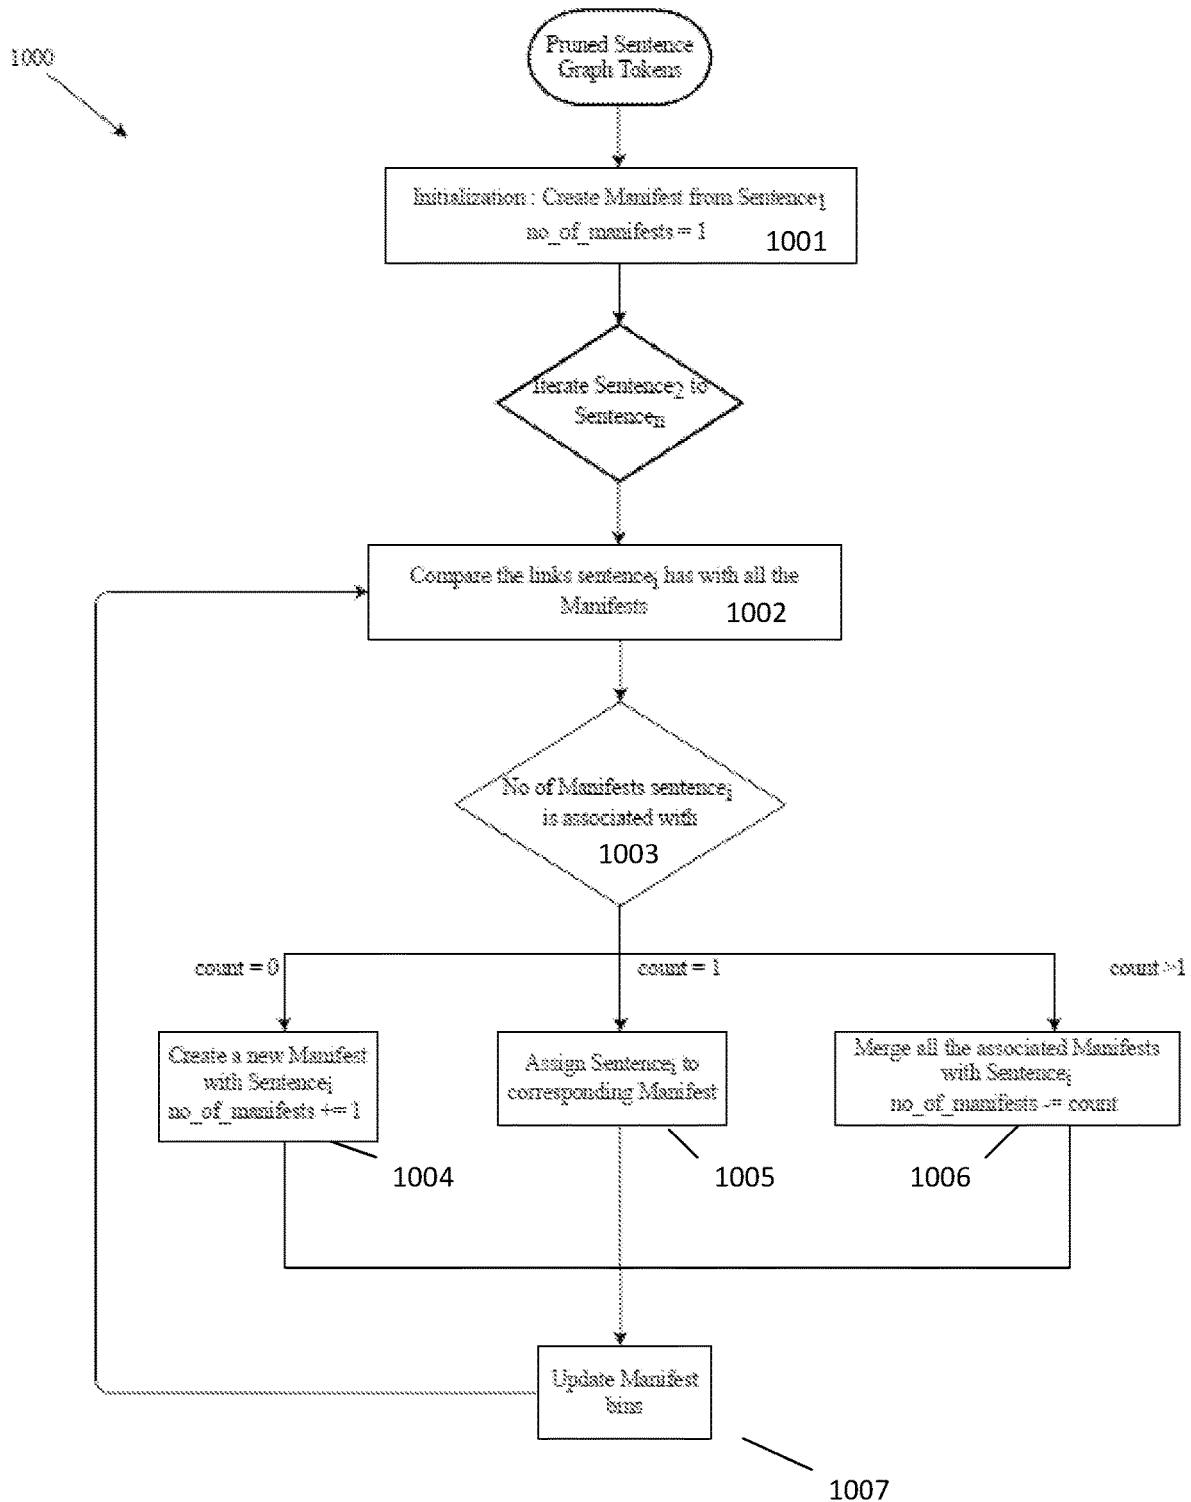 1000
Pruned Sentence
Graph Tokens
Initialization : Create Manifest from Sentence1
no_of_manifests = 1
1001
Iterate Sentence2 to
Sentencen
Compare the links sentencei has with all the
Manifests
1002
No of Manifests sentencei
is associated with
1003
count = 0
count = 1
count >1
Create a new Manifest
with Sentencei
no_of_manifests += 1
Assign Sentencei to
corresponding Manifest
Merge all the associated Manifests
with Sentencei
no_of_manifests -= count
1004
1005
1006
Update Manifest
bins
1007